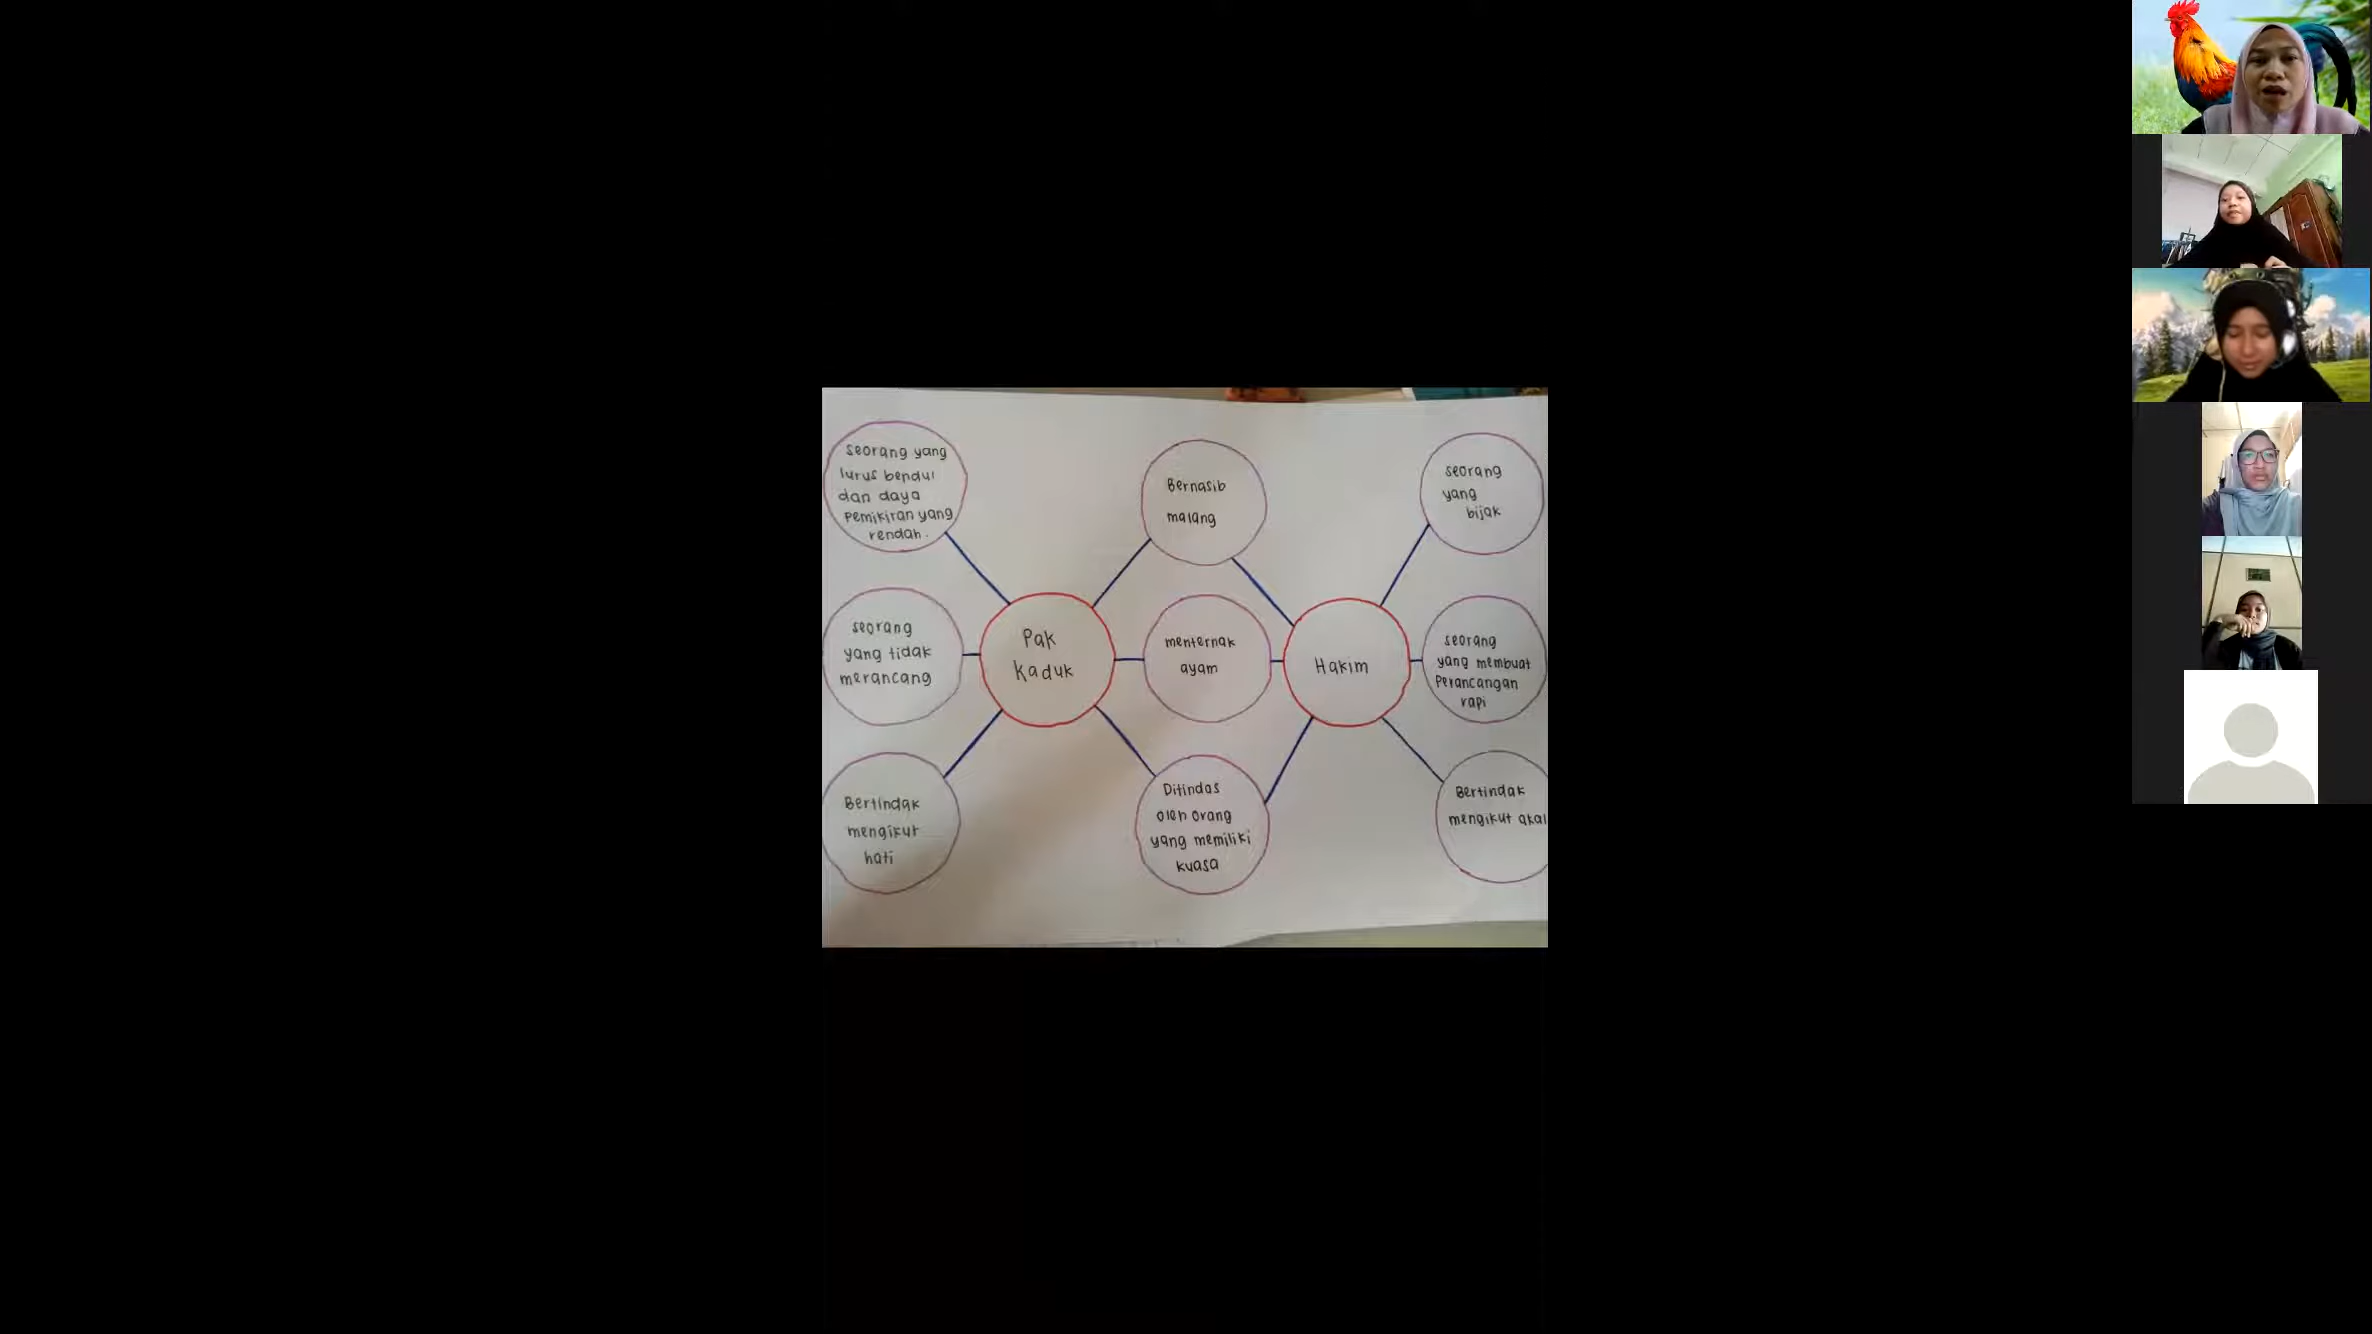 seorang yang
lurus bendul
dan daya
pemikiran yang
rendah.
seorang
yang tidak
merancang
Bertindak
mengikut
hati
Pak
Kaduk
Bernasib
malang
menternak
ayam
Ditindas
oleh orang
yang memiliki
kuasa
Hakim
seorang
yang
bijak
seorang
yang membuat
Perancangan
rapi
Bertindak
mengikut akal